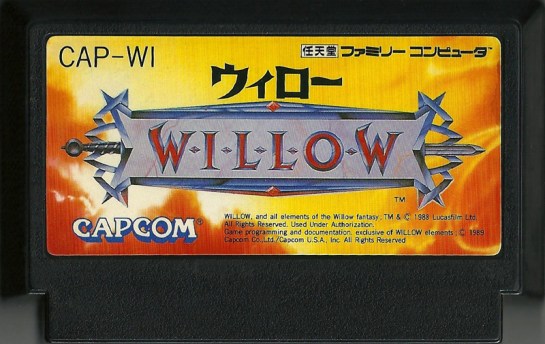 CAP-WI
任天堂 ファミリーコンピュータ™
ウィロー
W·I·L·L·O·W
TM
CAPCOM®
WILLOW, and all elements of the Willow fantasy, TM & © 1988 Lucasfilm Ltd.
All Rights Reserved. Used Under Authorization.
Game programming and documentation, exclusive of WILLOW elements, © 1989
Capcom Co., Ltd./Capcom U.S.A., Inc. All Rights Reserved